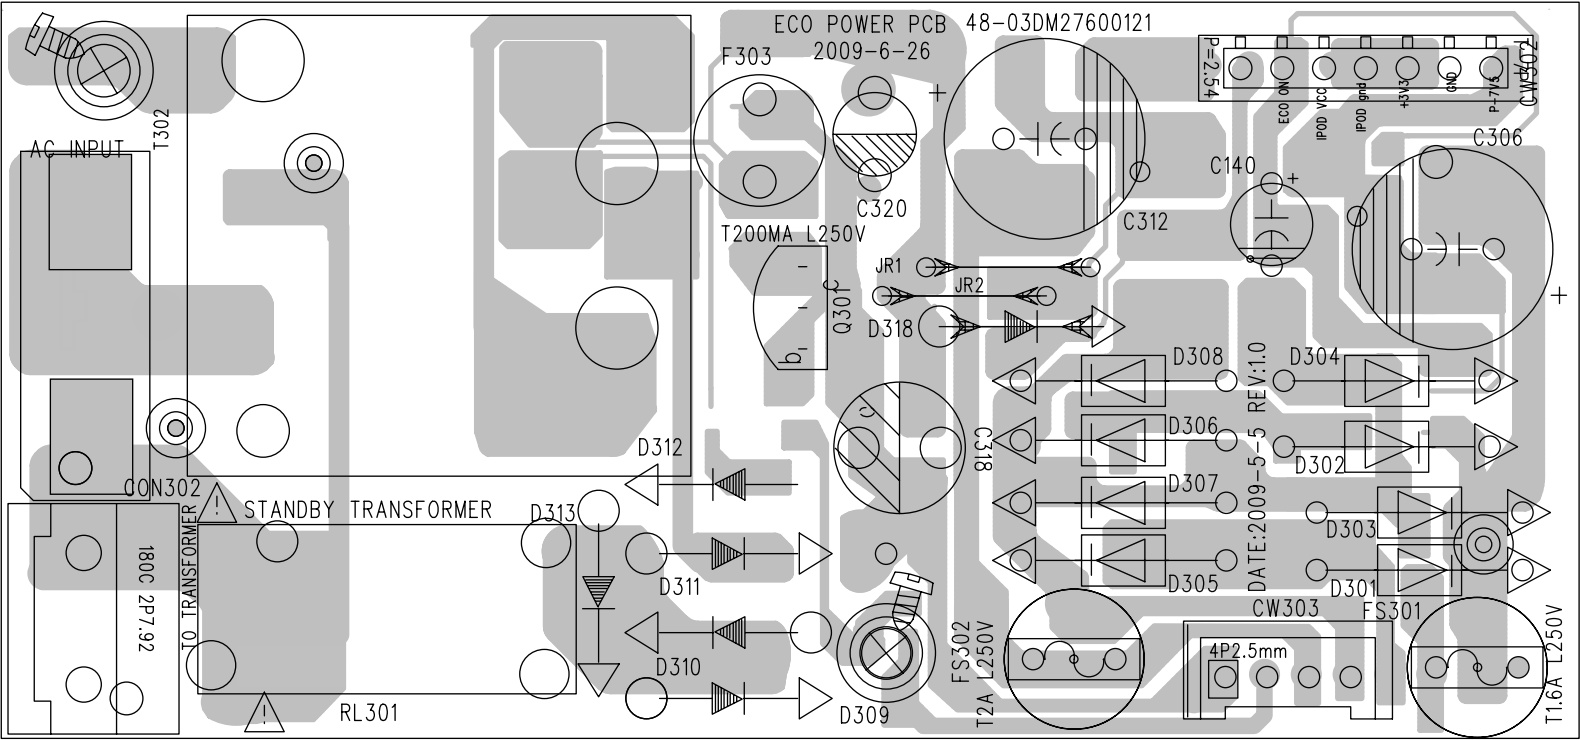 ECO POWER PCB 48-03DM27600121
2009-6-26
F303
T302
AC INPUT
P=2.54
CW302
ECO ON
IPOD VCC
IPOD gnd
+3V3
GND
P-7V5
C306
C140
+
+
+
C320
C312
T200MA L250V
JR1
JR2
C
Q301
b
D318
D308
D304
D306
D302
D307
D303
D305
D301
DATE:2009-5-5 REV:1.0
C
C318
D312
CON302
STANDBY TRANSFORMER
D313
TO TRANSFORMER
180C 2P7.92
D311
D310
D309
RL301
FS302
T2A L250V
CW303
4P2.5mm
FS301
T1.6A L250V